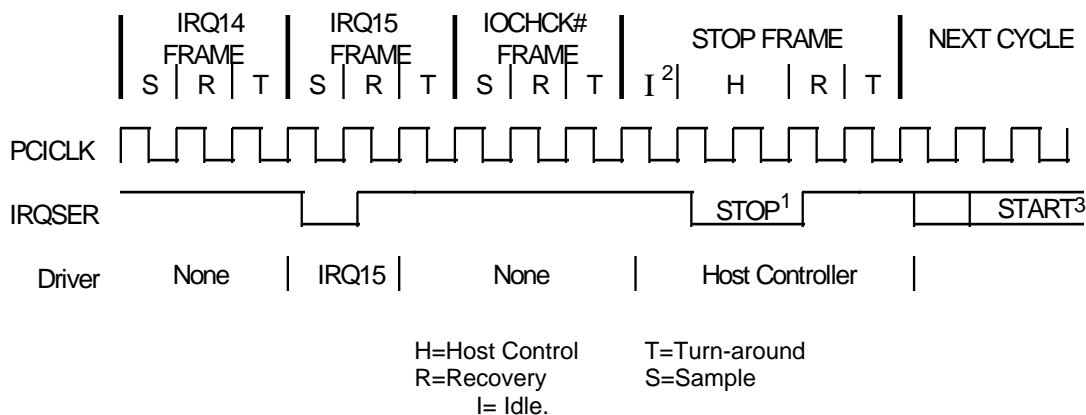 IRQ14 FRAME
IRQ15 FRAME
IOCHCK# FRAME
STOP FRAME
NEXT CYCLE
S R T S R T S R T I 2 H R T
PCICLK
IRQSER STOP1 START3
Driver None IRQ15 None Host Controller
H=Host Control T=Turn-around
R=Recovery S=Sample
I= Idle.